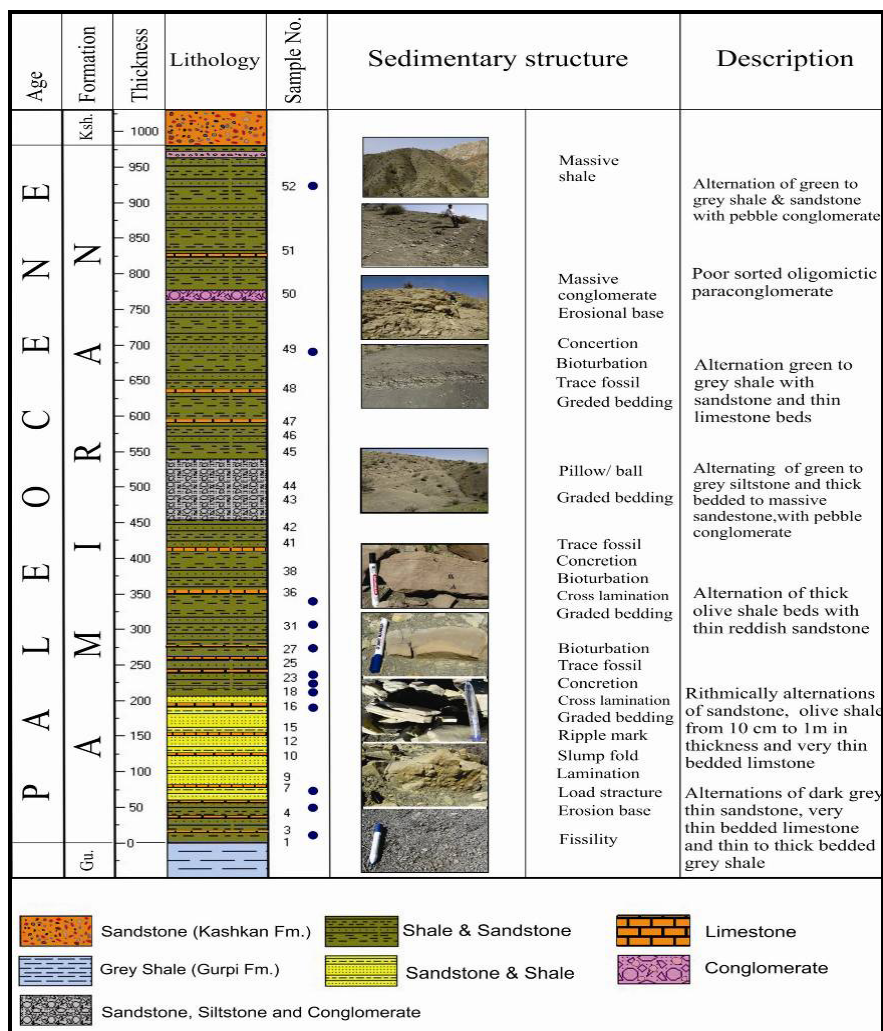 Age
Formation
Thickness
Lithology
Sample No.
Sedimentary structure
Description
PALEOCENE
Ksh.
AMIRAN
Gu.
1000
950
900
850
800
750
700
650
600
550
500
450
400
350
300
250
200
150
100
50
0
52
51
50
49
48
47
46
45
44
43
42
41
38
36
31
27
25
23
18
16
15
12
10
9
7
4
3
1
Massive
shale
Massive
conglomerate
Erosional base
Concertion
Bioturbation
Trace fossil
Greded bedding
Pillow/ ball
Graded bedding
Trace fossil
Concretion
Bioturbation
Cross lamination
Graded bedding
Bioturbation
Trace fossil
Concretion
Cross lamination
Graded bedding
Ripple mark
Slump fold
Lamination
Load stracture
Erosion base
Fissility
Alternation of green to
grey shale & sandstone
with pebble conglomerate
Poor sorted oligomictic
paraconglomerate
Alternation green to
grey shale with
sandstone and thin
limestone beds
Alternating of green to
grey siltstone and thick
bedded to massive
sandestone,with pebble
conglomerate
Alternation of thick
olive shale beds with
thin reddish sandstone
Rithmically alternations
of sandstone, olive shale
from 10 cm to 1m in
thickness and very thin
bedded limstone
Alternations of dark grey
thin sandstone, very
thin bedded limestone
and thin to thick bedded
grey shale
Sandstone (Kashkan Fm.)
Shale & Sandstone
Limestone
Grey Shale (Gurpi Fm.)
Sandstone & Shale
Conglomerate
Sandstone, Siltstone and Conglomerate